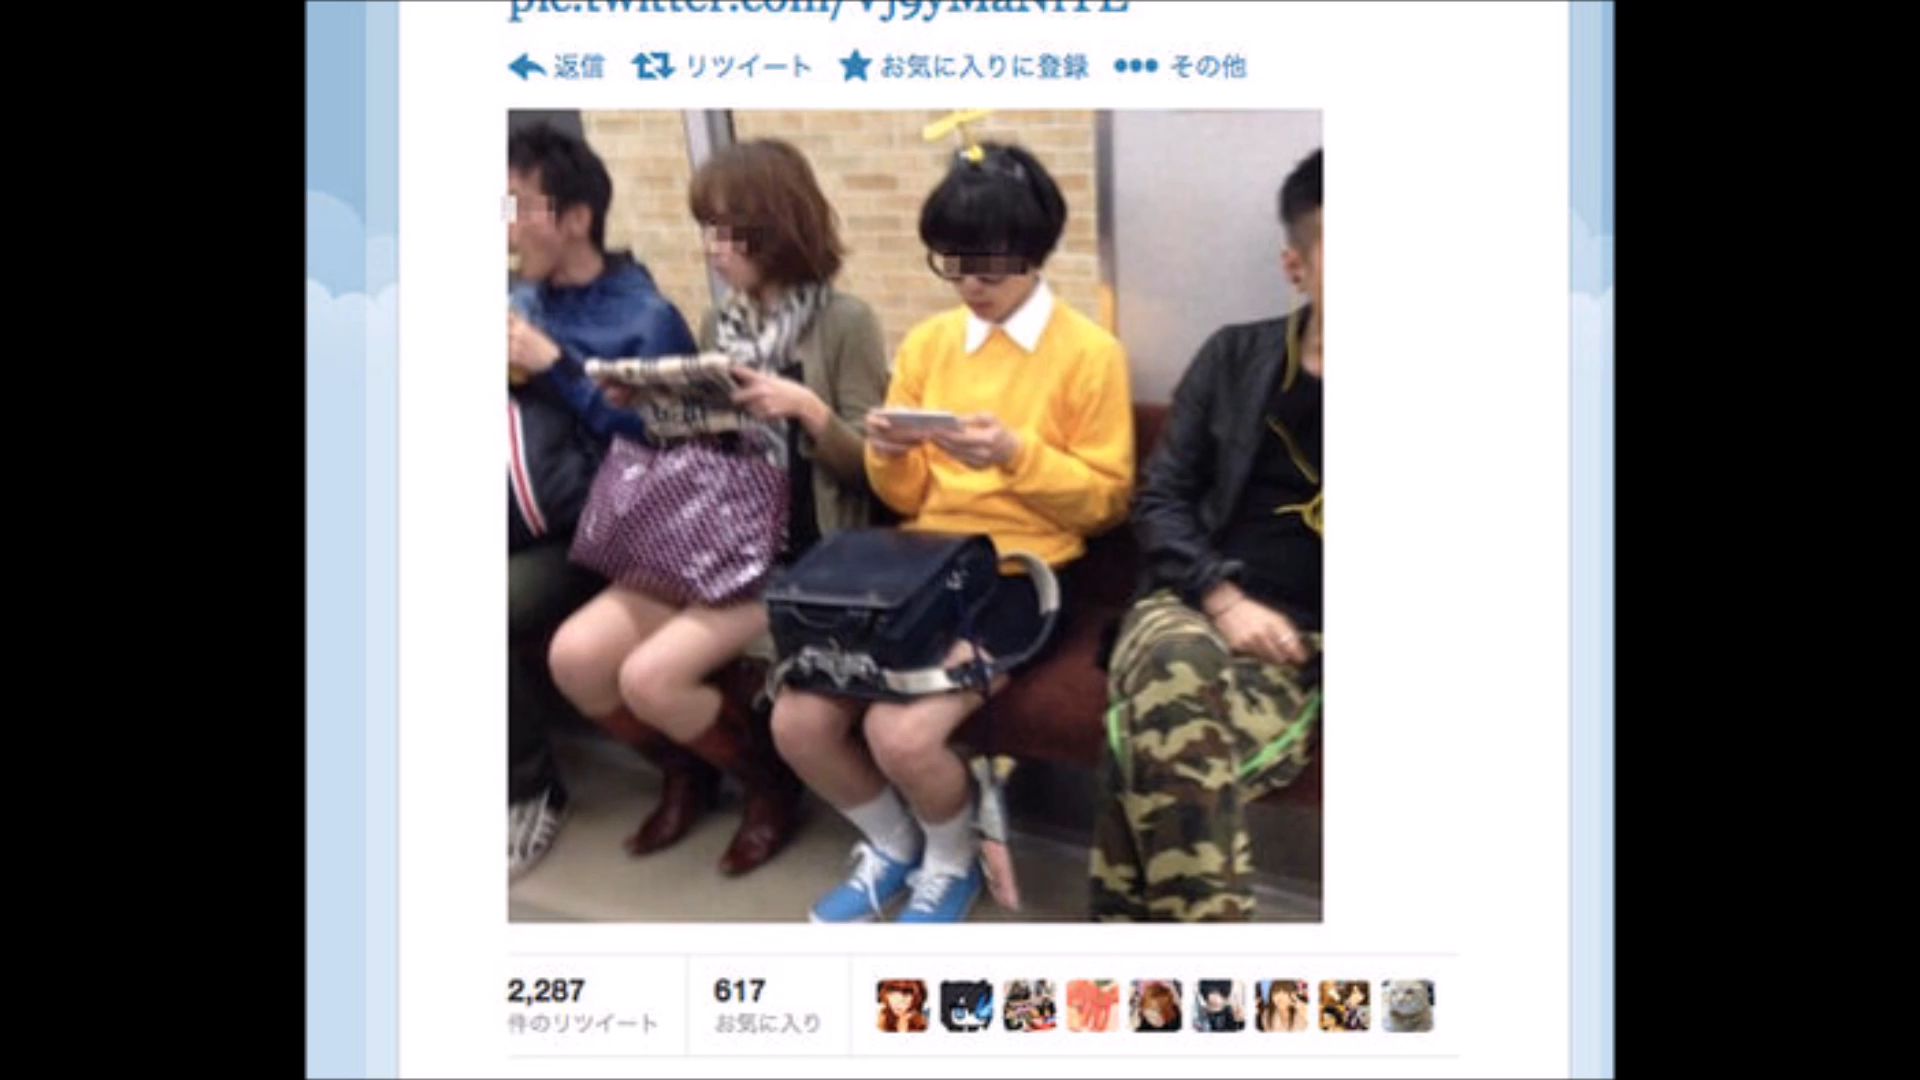 返信 リツイート お気に入りに登録 その他
2,287 617
件のリツイート お気に入り